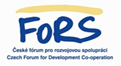 FoRS
České fórum pro rozvojovou spolupráci
Czech Forum for Development Co-operation